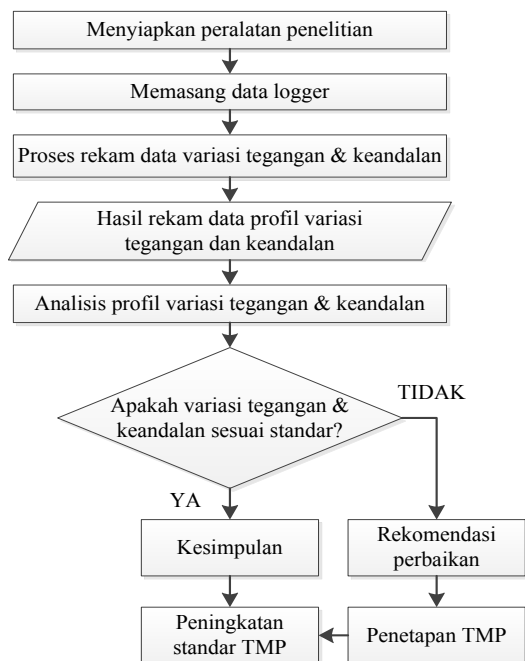 Menyiapkan peralatan penelitian
Memasang data logger
Proses rekam data variasi tegangan & keandalan
Hasil rekam data profil variasi
tegangan dan keandalan
Analisis profil variasi tegangan & keandalan
Apakah variasi tegangan &
keandalan sesuai standar?
TIDAK
YA
Kesimpulan
Rekomendasi
perbaikan
Peningkatan
standar TMP
Penetapan TMP